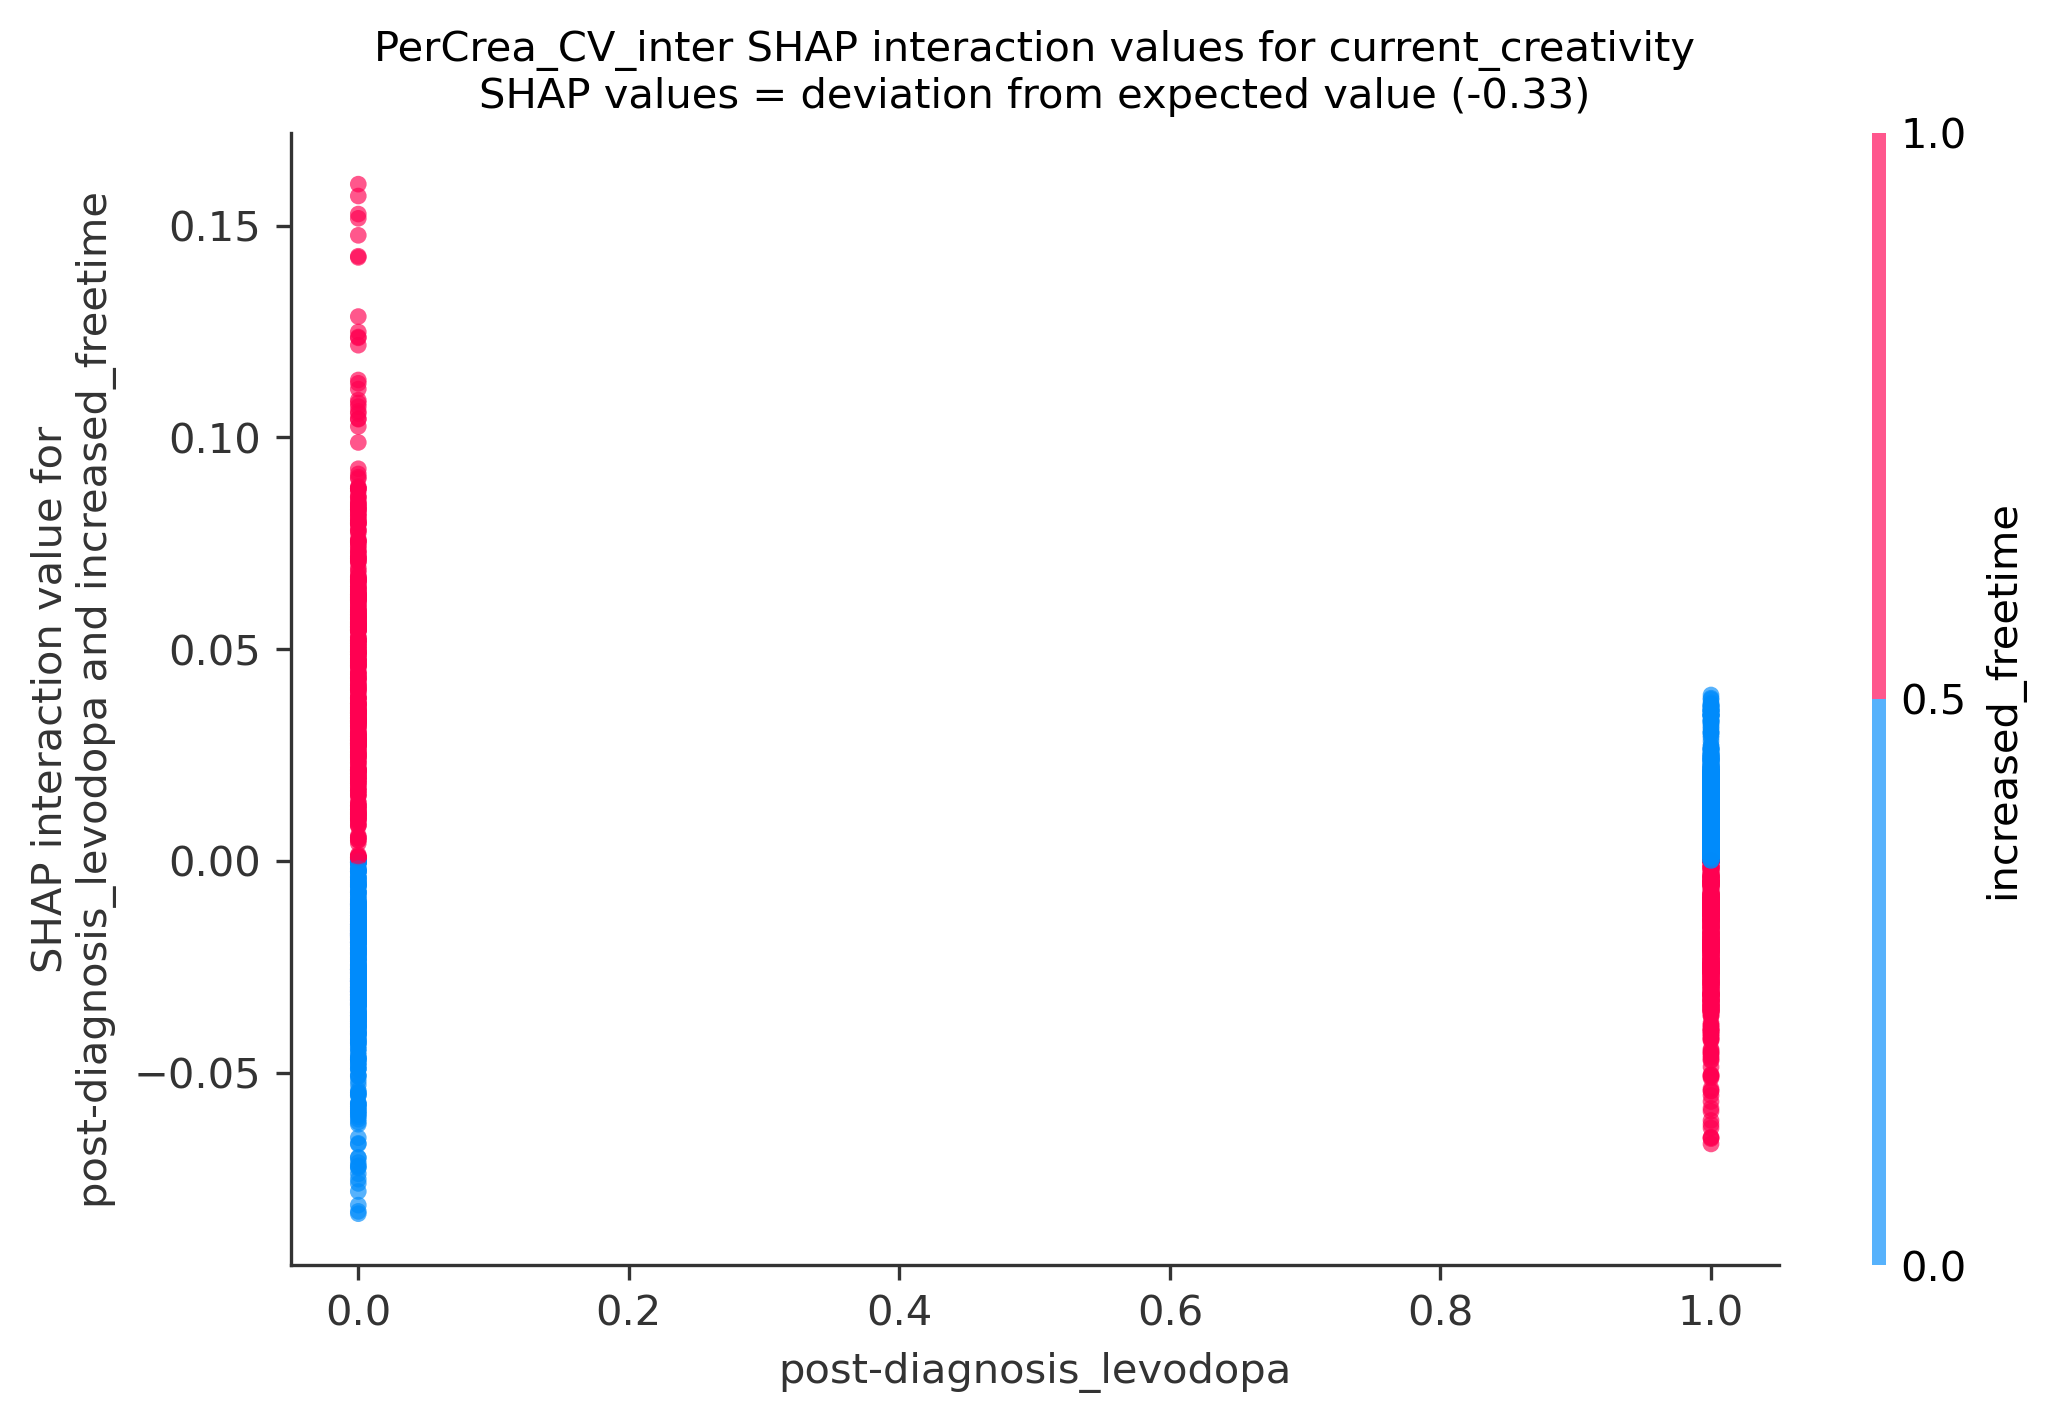 PerCrea_CV_inter SHAP interaction values for current_creativity
SHAP values = deviation from expected value (-0.33)
SHAP interaction value for
post-diagnosis_levodopa and increased_freetime
0.15
0.10
0.05
0.00
−0.05
0.0
0.2
0.4
0.6
0.8
1.0
post-diagnosis_levodopa
1.0
0.5
0.0
increased_freetime